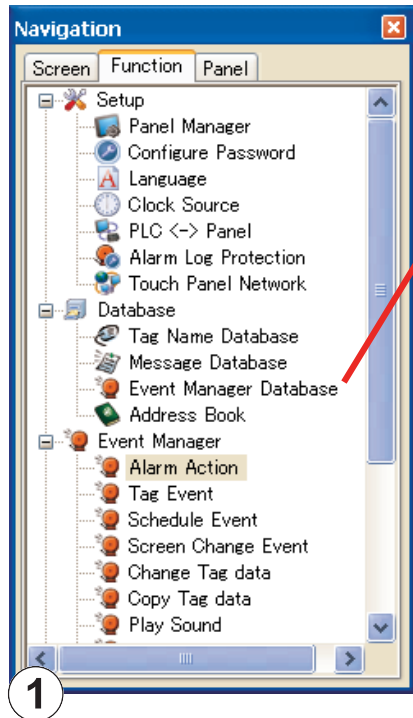 Navigation
Screen Function Panel
Setup
Panel Manager
Configure Password
Language
Clock Source
PLC <-> Panel
Alarm Log Protection
Touch Panel Network
Database
Tag Name Database
Message Database
Event Manager Database
Address Book
Event Manager
Alarm Action
Tag Event
Schedule Event
Screen Change Event
Change Tag data
Copy Tag data
Play Sound
1